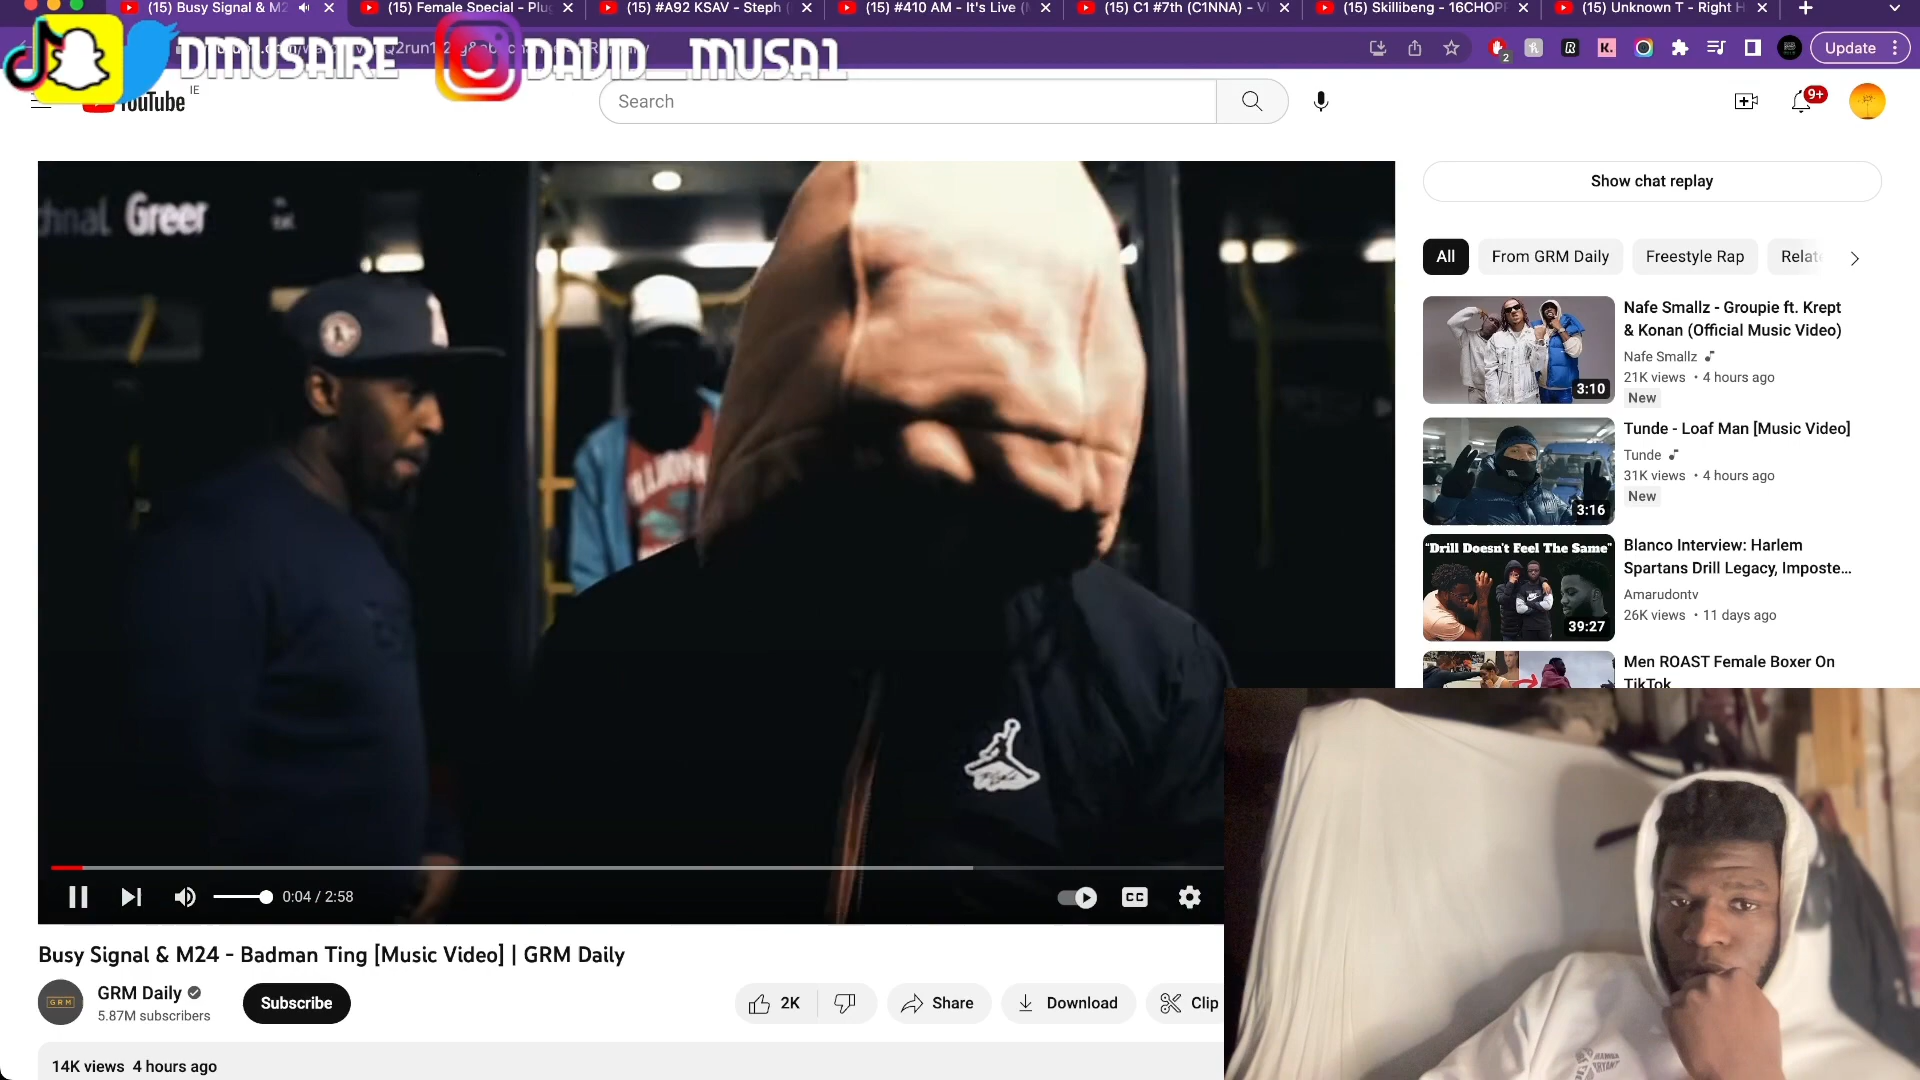 (15) Busy Signal & M2
(15) Female Special - Plug
(15) #A92 KSAV - Steph (
(15) #410 AM - It's Live (
(15) C1 #7th (C1NNA) - V
(15) Skillibeng - 16CHOP
(15) Unknown T - Right H
DMUSAIRE
DAVID__MUSA1
2
Update
YouTube
IE
Search
9+
Greer
Show chat replay
All
From GRM Daily
Freestyle Rap
Relat
Nafe Smallz - Groupie ft. Krept
& Konan (Official Music Video)
Nafe Smallz
21K views • 4 hours ago
New
3:10
Tunde - Loaf Man [Music Video]
Tunde
31K views • 4 hours ago
New
3:16
"Drill Doesn't Feel The Same"
Blanco Interview: Harlem
Spartans Drill Legacy, Imposte...
Amarudontv
26K views • 11 days ago
39:27
Men ROAST Female Boxer On
TikTok
0:04 / 2:58
CC
Busy Signal & M24 - Badman Ting [Music Video] | GRM Daily
GRM
GRM Daily
5.87M subscribers
Subscribe
2K
Share
Download
Clip
14K views 4 hours ago